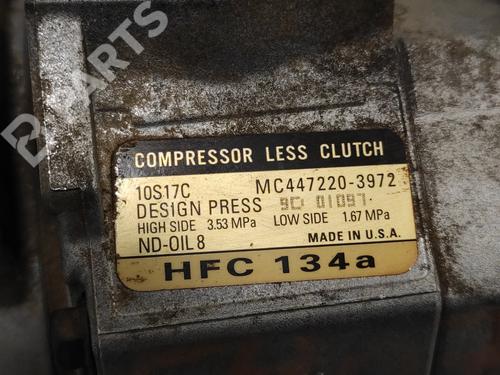 B-PARTS
COMPRESSOR LESS CLUTCH
10S17C MC447220-3972
DESIGN PRESS
HIGH SIDE 3.53 MPa LOW SIDE 1.67 MPa
ND-OIL 8 MADE IN U.S.A.
HFC 134a